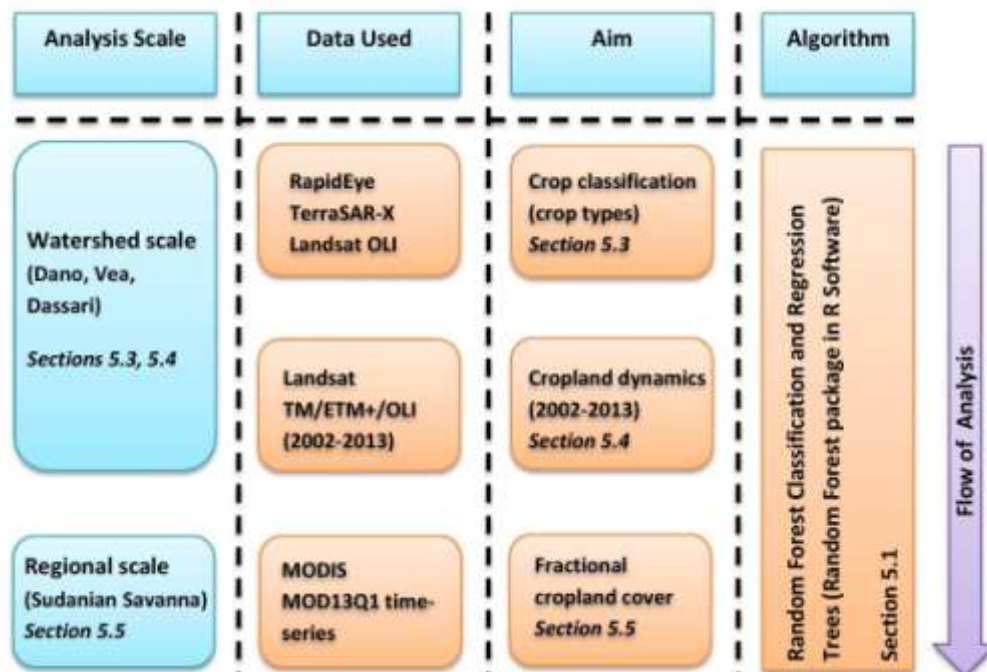 Analysis Scale
Data Used
Aim
Algorithm
Watershed scale
(Dano, Vea,
Dassari)
Sections 5.3, 5.4
RapidEye
TerraSAR-X
Landsat OLI
Crop classification
(crop types)
Section 5.3
Landsat
TM/ETM+/OLI
(2002-2013)
Cropland dynamics
(2002-2013)
Section 5.4
Regional scale
(Sudanian Savanna)
Section 5.5
MODIS
MOD13Q1 time-
series
Fractional
cropland cover
Section 5.5
Random Forest Classification and Regression
Trees (Random Forest package in R Software)
Section 5.1
Flow of Analysis